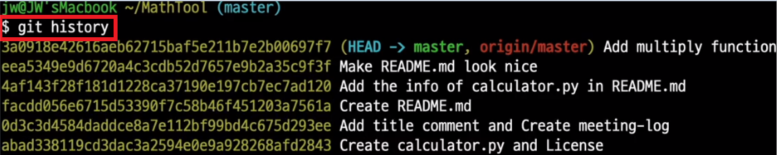 jw@JW'sMacbook ~/MathTool (master)
$ git history
3a0918e42616aeb62715baf5e211b7e2b00697f7 (HEAD -> master, origin/master) Add multiply function
eea5349e9d6720a4c3cdb52d7657e9b2a35c9f3f Make README.md look nice
4af143f28f181d1228ca37190e197cb7ec7ad120 Add the info of calculator.py in README.md
facdd056e6715d53390f7c58b46f451203a7561a Create README.md
0d3c3d4584daddce8a7e112bf99bd4c675d293ee Add title comment and Create meeting-log
abad338119cd3dac3a2594e0e9a928268afd2843 Create calculator.py and License